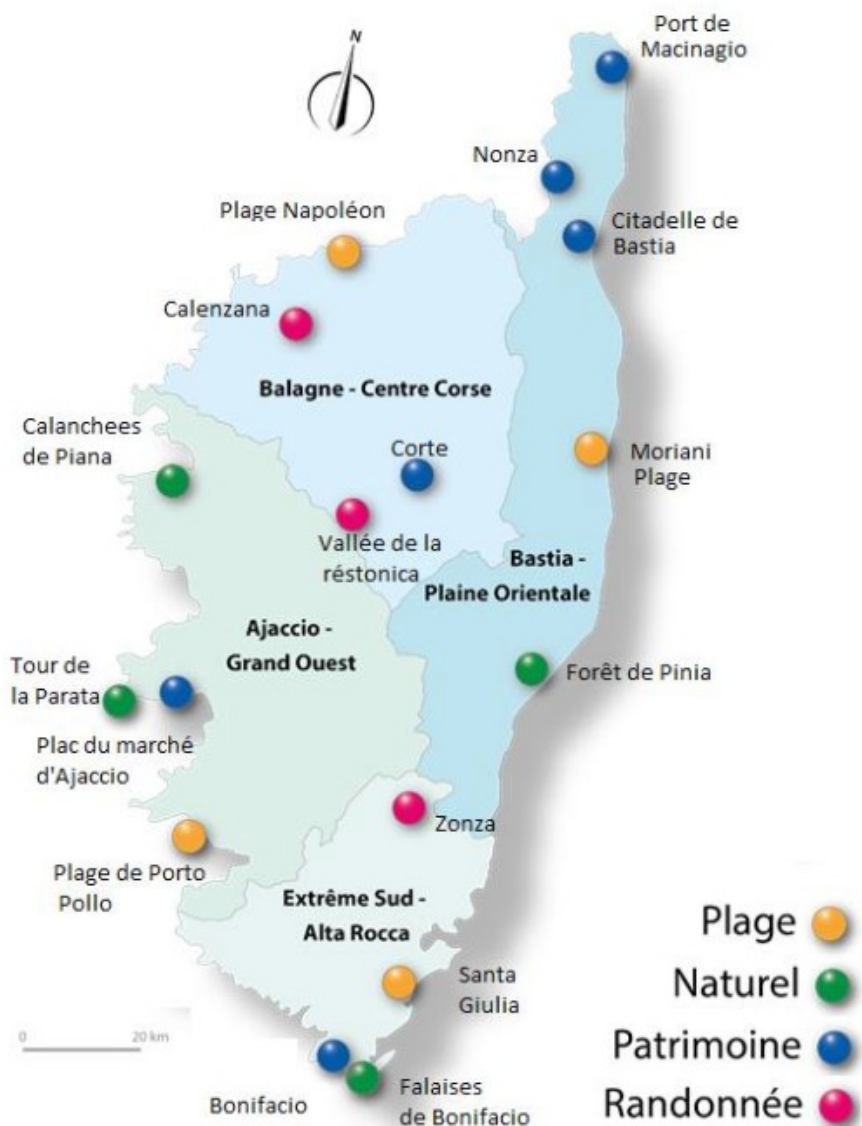 N
Port de
Macinagio
Nonza
Plage Napoléon
Citadelle de
Bastia
Calenzana
Balagne - Centre Corse
Calanchees
de Piana
Corte
Moriani
Plage
Vallée de la
réstonica
Bastia -
Plaine Orientale
Ajaccio -
Grand Ouest
Tour de
la Parata
Forêt de Pinia
Plac du marché
d'Ajaccio
Zonza
Plage de Porto
Pollo
Extrême Sud -
Alta Rocca
Santa
Giulia
0 20 km
Bonifacio
Falaises
de Bonifacio
Plage
Naturel
Patrimoine
Randonnée